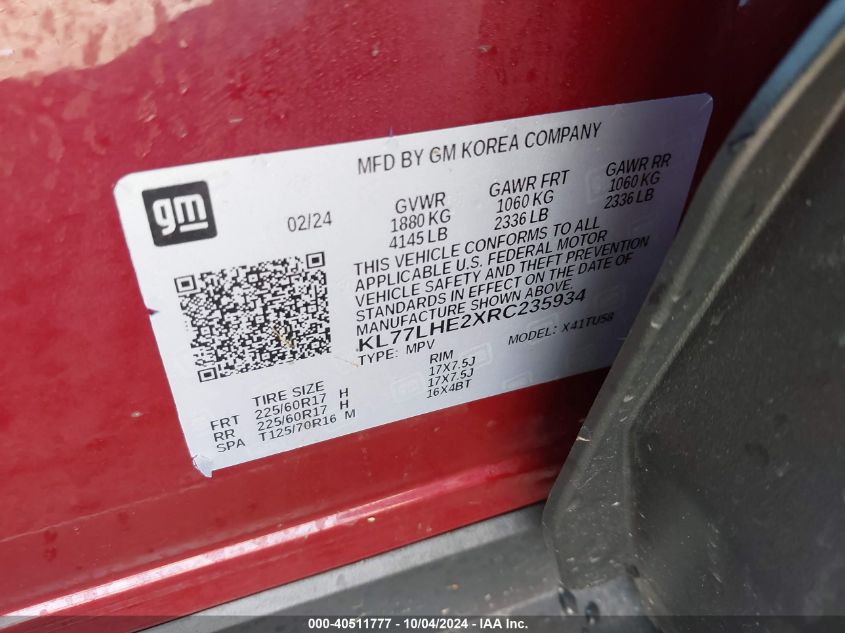 MFD BY GM KOREA COMPANY
gm
02/24
GVWR
1880 KG
4145 LB
GAWR FRT
1060 KG
2336 LB
GAWR RR
1060 KG
2336 LB
THIS VEHICLE CONFORMS TO ALL
APPLICABLE U.S. FEDERAL MOTOR
VEHICLE SAFETY AND THEFT PREVENTION
STANDARDS IN EFFECT ON THE DATE OF
MANUFACTURE SHOWN ABOVE.
KL77LHE2XRC235934
TYPE: MPV
MODEL: X41TU58
TIRE SIZE
FRT 225/60R17 H
RR 225/60R17 H
SPA T125/70R16 M
RIM
17X7.5J
17X7.5J
16X4BT
000-40511777 - 10/04/2024 - IAA Inc.